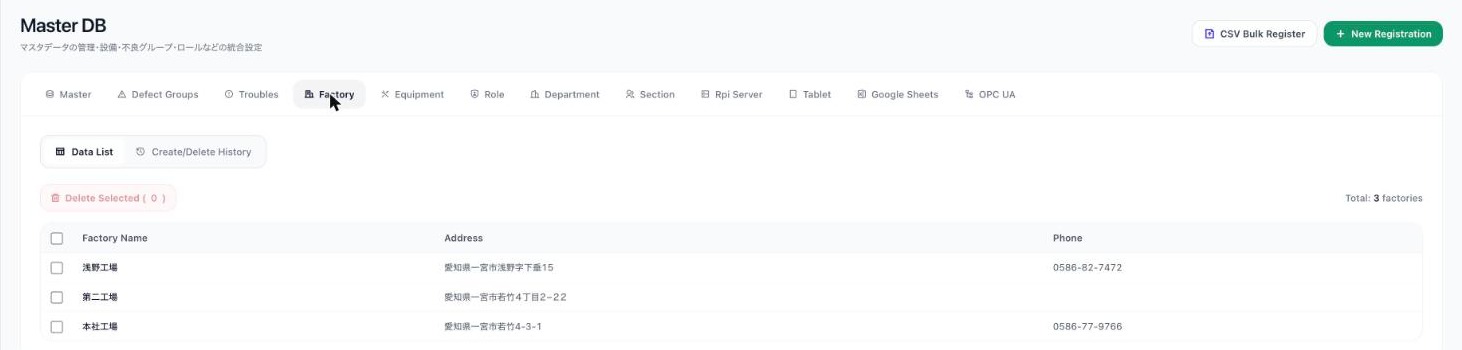 Master DB
マスタデータの管理・設備・不良グループ・ロールなどの統合設定
CSV Bulk Register
New Registration
Master Defect Groups Troubles Factory Equipment Role Department Section Rpi Server Tablet Google Sheets OPC UA
Data List Create/Delete History
Delete Selected ( 0 )
Total: 3 factories
Factory Name Address Phone
浅野工場 愛知県一宮市浅野字下垂15 0586-82-7472
第二工場 愛知県一宮市若竹4丁目2−22
本社工場 愛知県一宮市若竹4-3-1 0586-77-9766